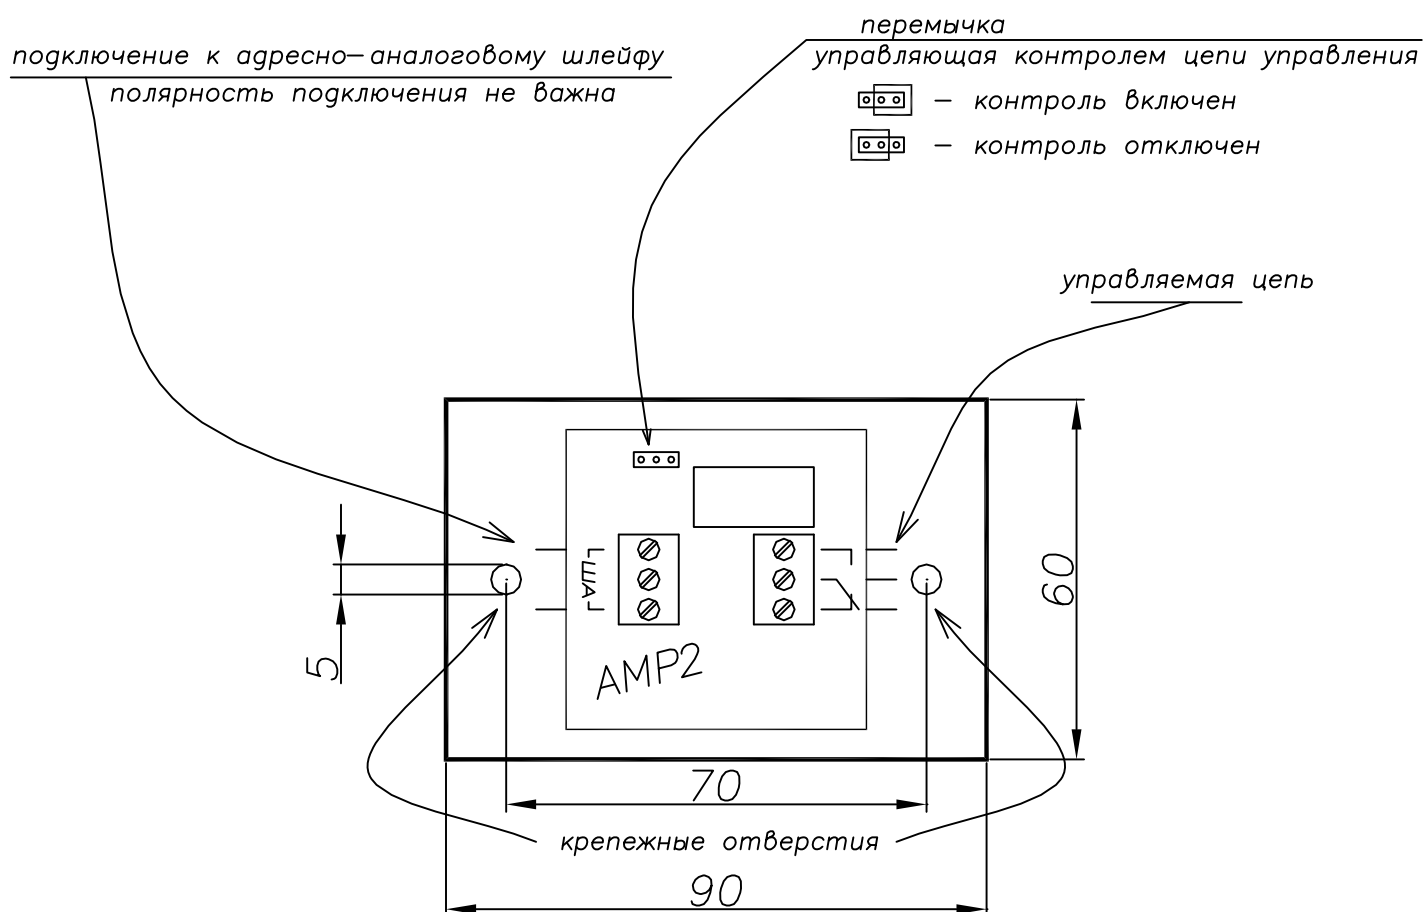 перемычка
подключение к адресно-аналоговому шлейфу
управляющая контролем цепи управления
полярность подключения не важна
– контроль включен
– контроль отключен
управляемая цепь
ША
60
5
АМР2
70
крепежные отверстия
90